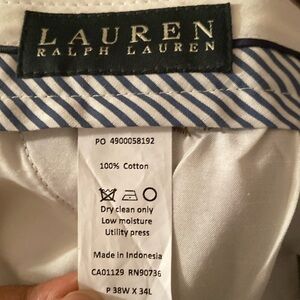 LAUREN
RALPH LAUREN
PO 4900058192
100% Cotton
Dry clean only
Low moisture
Utility press
Made in Indonesia
CA01129 RN90736
P 38W X 34L